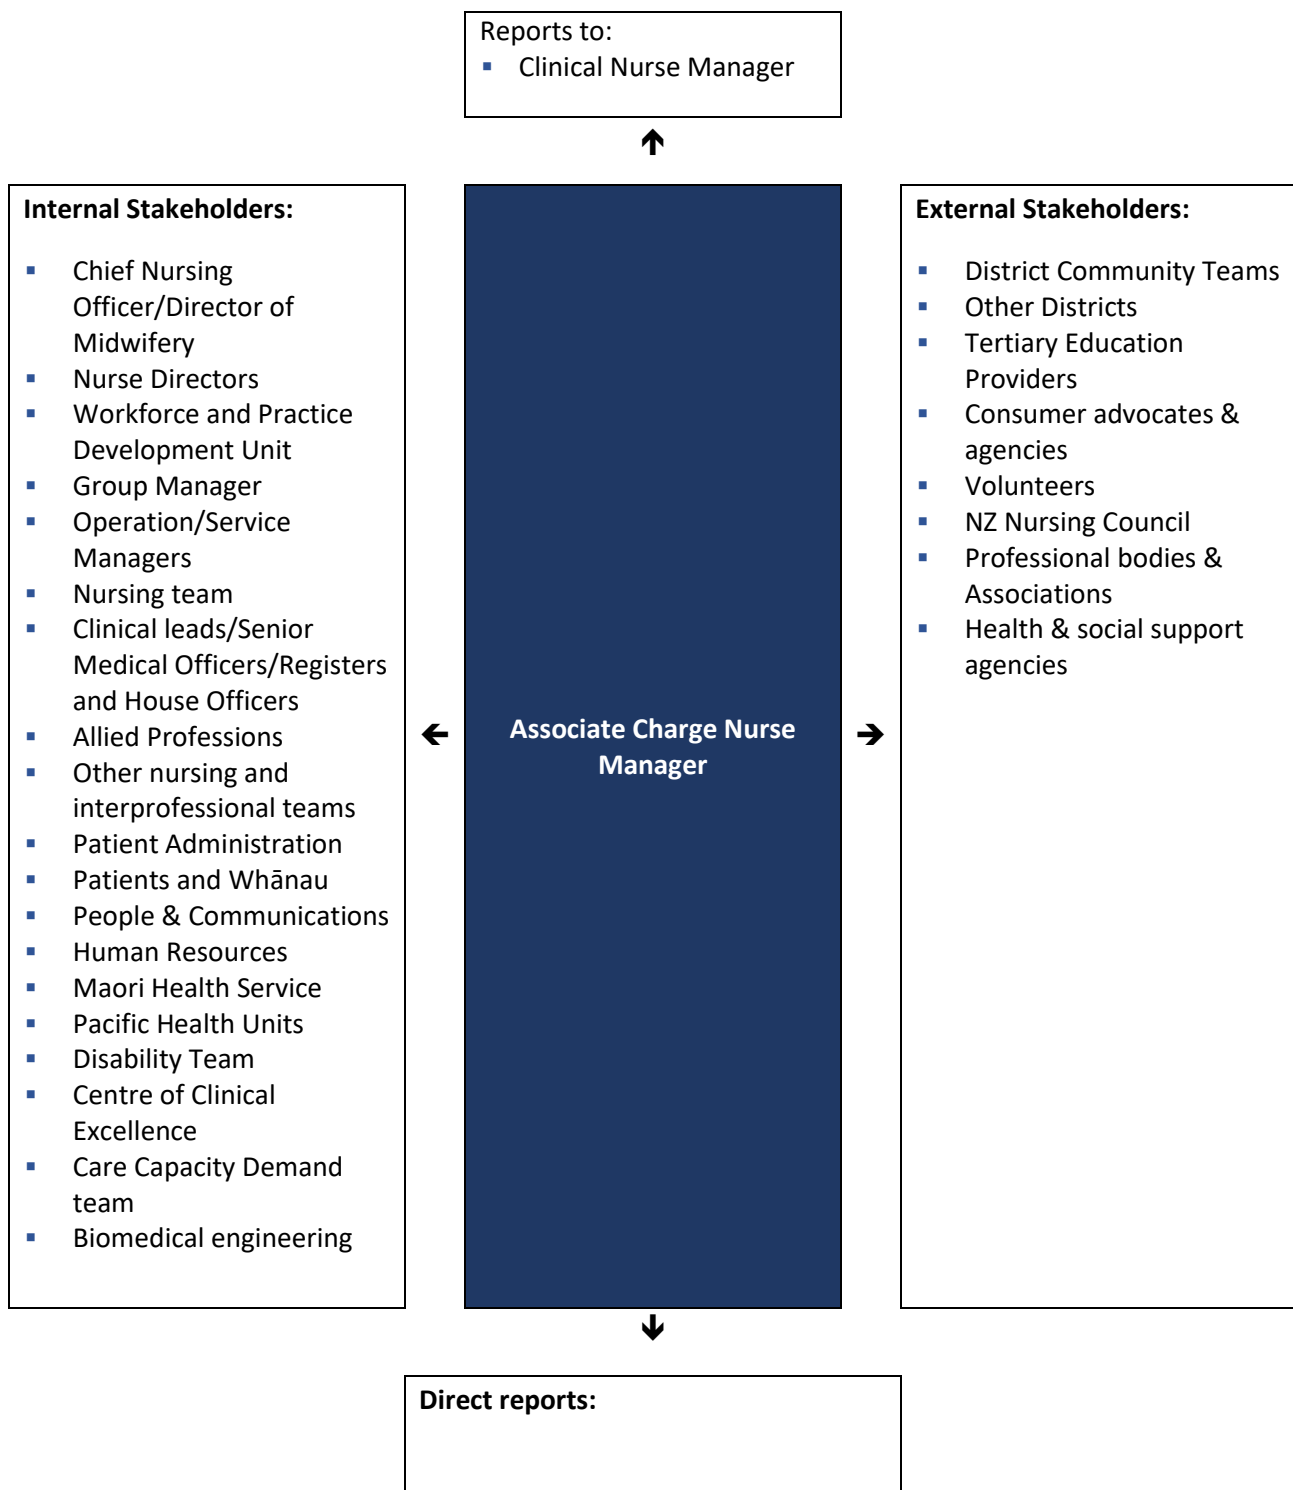 Reports to:
▪ Clinical Nurse Manager
Internal Stakeholders:
▪ Chief Nursing
Officer/Director of
Midwifery
▪ Nurse Directors
▪ Workforce and Practice
Development Unit
▪ Group Manager
▪ Operation/Service
Managers
▪ Nursing team
▪ Clinical leads/Senior
Medical Officers/Registers
and House Officers
▪ Allied Professions
▪ Other nursing and
interprofessional teams
▪ Patient Administration
▪ Patients and Whānau
▪ People & Communications
▪ Human Resources
▪ Maori Health Service
▪ Pacific Health Units
▪ Disability Team
▪ Centre of Clinical
Excellence
▪ Care Capacity Demand
team
▪ Biomedical engineering
Associate Charge Nurse
Manager
External Stakeholders:
▪ District Community Teams
▪ Other Districts
▪ Tertiary Education
Providers
▪ Consumer advocates &
agencies
▪ Volunteers
▪ NZ Nursing Council
▪ Professional bodies &
Associations
▪ Health & social support
agencies
Direct reports: